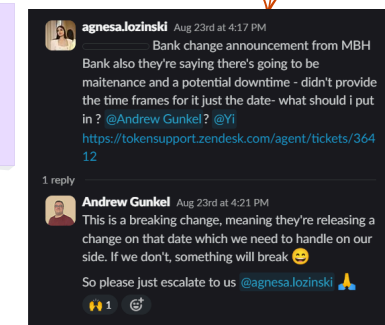 agnesa.lozinski Aug 23rd at 4:17 PM
Bank change announcement from MBH
Bank also they're saying there's going to be
maitenance and a potential downtime - didn't provide
the time frames for it just the date- what should i put
in ? @Andrew Gunkel? @Yi
https://tokensupport.zendesk.com/agent/tickets/364
12
1 reply
Andrew Gunkel Aug 23rd at 4:21 PM
This is a breaking change, meaning they're releasing a
change on that date which we need to handle on our
side. If we don't, something will break 😄
So please just escalate to us @agnesa.lozinski 🙏
🙌 1